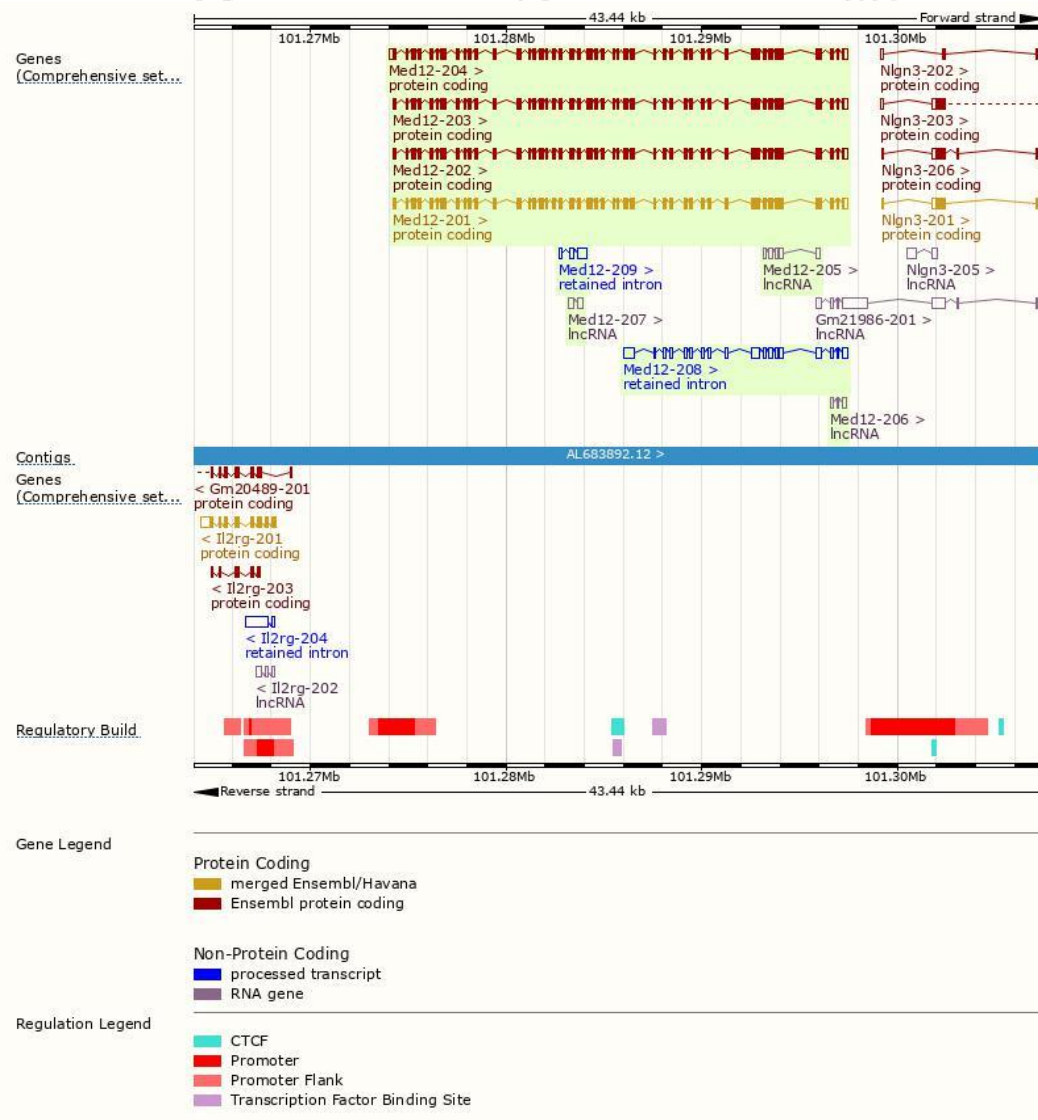 43.44 kb
Forward strand
101.27Mb 101.28Mb 101.29Mb 101.30Mb
Genes
(Comprehensive set...
Med12-204 >
protein coding
Nlgn3-202 >
protein coding
Med12-203 >
protein coding
Nlgn3-203 >
protein coding
Med12-202 >
protein coding
Nlgn3-206 >
protein coding
Med12-201 >
protein coding
Nlgn3-201 >
protein coding
Med12-209 >
retained intron
Med12-205 >
lncRNA
Nlgn3-205 >
lncRNA
Med12-207 >
lncRNA
Gm21986-201 >
lncRNA
Med12-208 >
retained intron
Med12-206 >
lncRNA
Contigs
AL683892.12 >
Genes
(Comprehensive set...
< Gm20489-201
protein coding
< Il2rg-201
protein coding
< Il2rg-203
protein coding
< Il2rg-204
retained intron
< Il2rg-202
lncRNA
Regulatory Build
101.27Mb 101.28Mb 101.29Mb 101.30Mb
Reverse strand
43.44 kb
Gene Legend
Protein Coding
merged Ensembl/Havana
Ensembl protein coding
Non-Protein Coding
processed transcript
RNA gene
Regulation Legend
CTCF
Promoter
Promoter Flank
Transcription Factor Binding Site